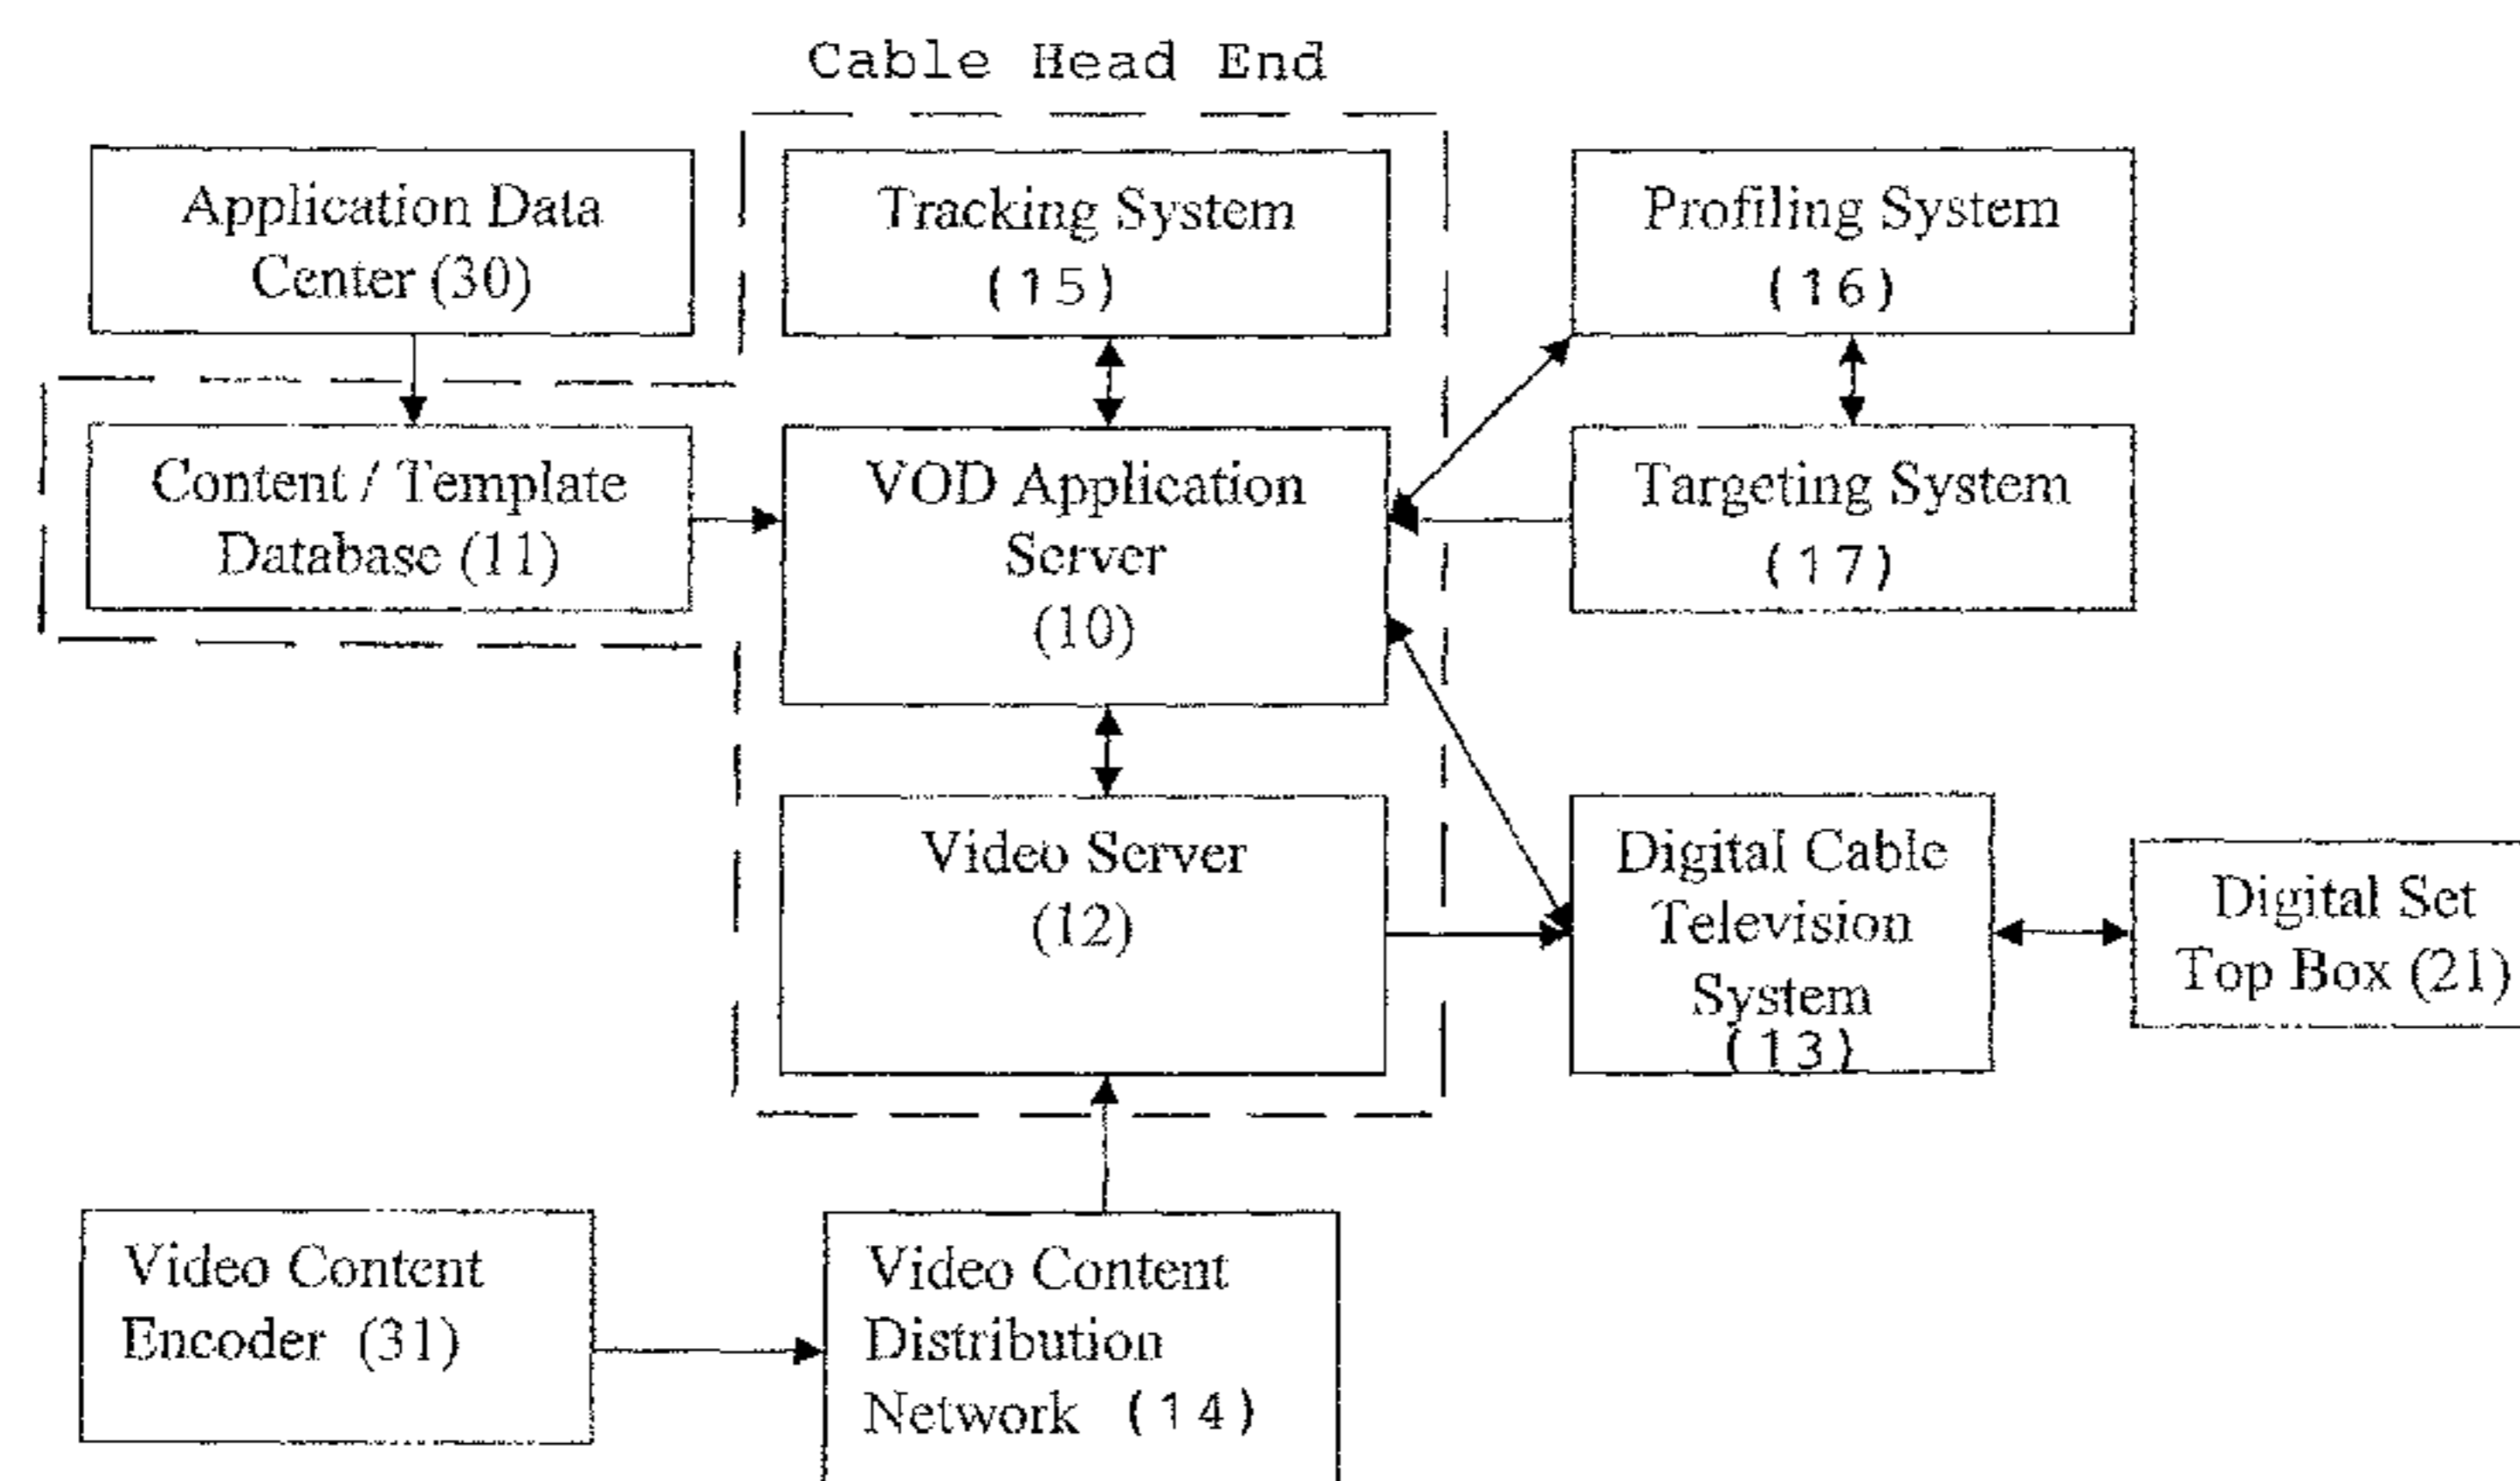 Cable Head End
Application Data
Center (30)
Tracking System
(15)
Profiling System
(16)
Content / Template
Database (11)
VOD Application
Server
(10)
Targeting System
(17)
Video Server
(12)
Digital Cable
Television
System
(13)
Digital Set
Top Box (21)
Video Content
Encoder (31)
Video Content
Distribution
Network (14)